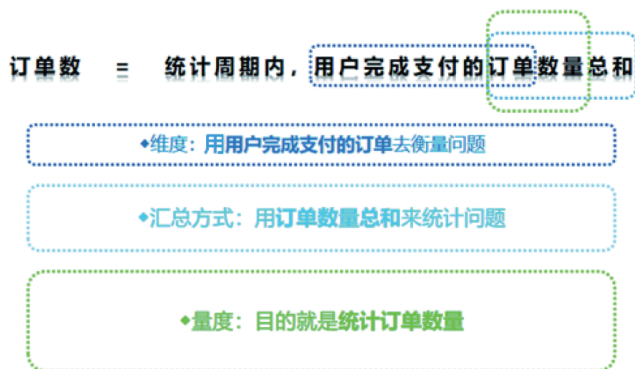 订单数 = 统计周期内,用户完成支付的订单数量总和
◆维度：用用户完成支付的订单去衡量问题
◆汇总方式：用订单数量总和来统计问题
◆量度：目的就是统计订单数量